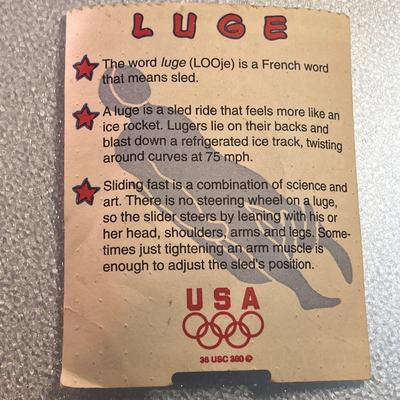 LUGE
The word luge (LOOje) is a French word
that means sled.
A luge is a sled ride that feels more like an
ice rocket. Lugers lie on their backs and
blast down a refrigerated ice track, twisting
around curves at 75 mph.
Sliding fast is a combination of science and
art. There is no steering wheel on a luge,
so the slider steers by leaning with his or
her head, shoulders, arms and legs. Some-
times just tightening an arm muscle is
enough to adjust the sled's position.
USA
36 USC 380 ©